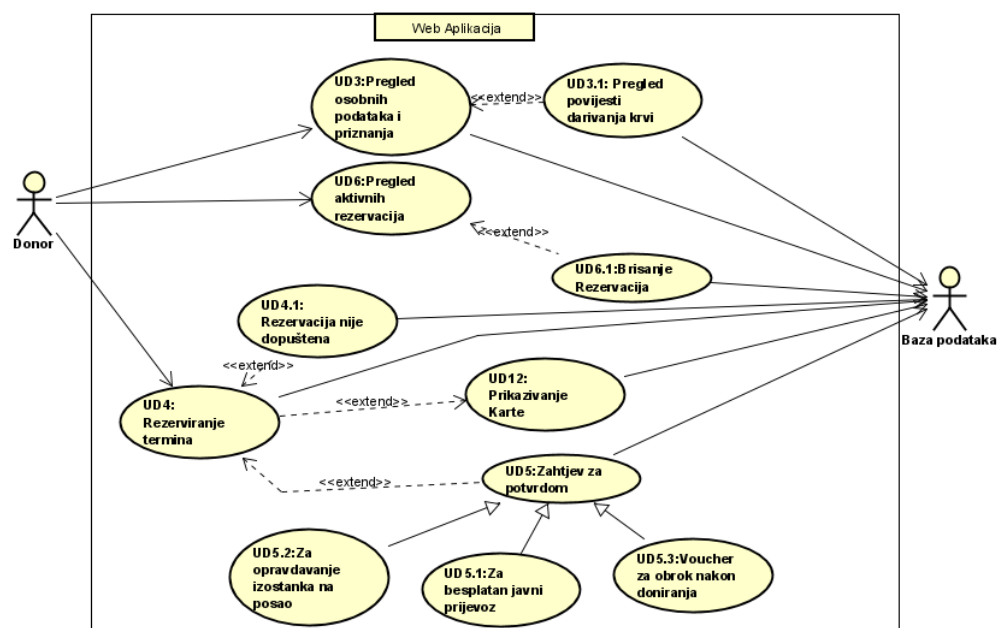 Web Aplikacija
UD3:Pregled
osobnih
podataka i
priznanja
<<extend>>
UD3.1: Pregled
povijesti
darivanja krvi
UD6:Pregled
aktivnih
rezervacija
Donor
<<extend>>
UD6.1:Brisanje
Rezervacija
UD4.1:
Rezervacija nije
dopuštena
Baza podataka
<<extend>>
UD4:
Rezerviranje
termina
<<extend>>
UD12:
Prikazivanje
Karte
<<extend>>
UD5:Zahtjev za
potvrdom
UD5.2:Za
opravdavanje
izostanka na
posao
UD5.1:Za
besplatan javni
prijevoz
UD5.3:Voucher
za obrok nakon
doniranja